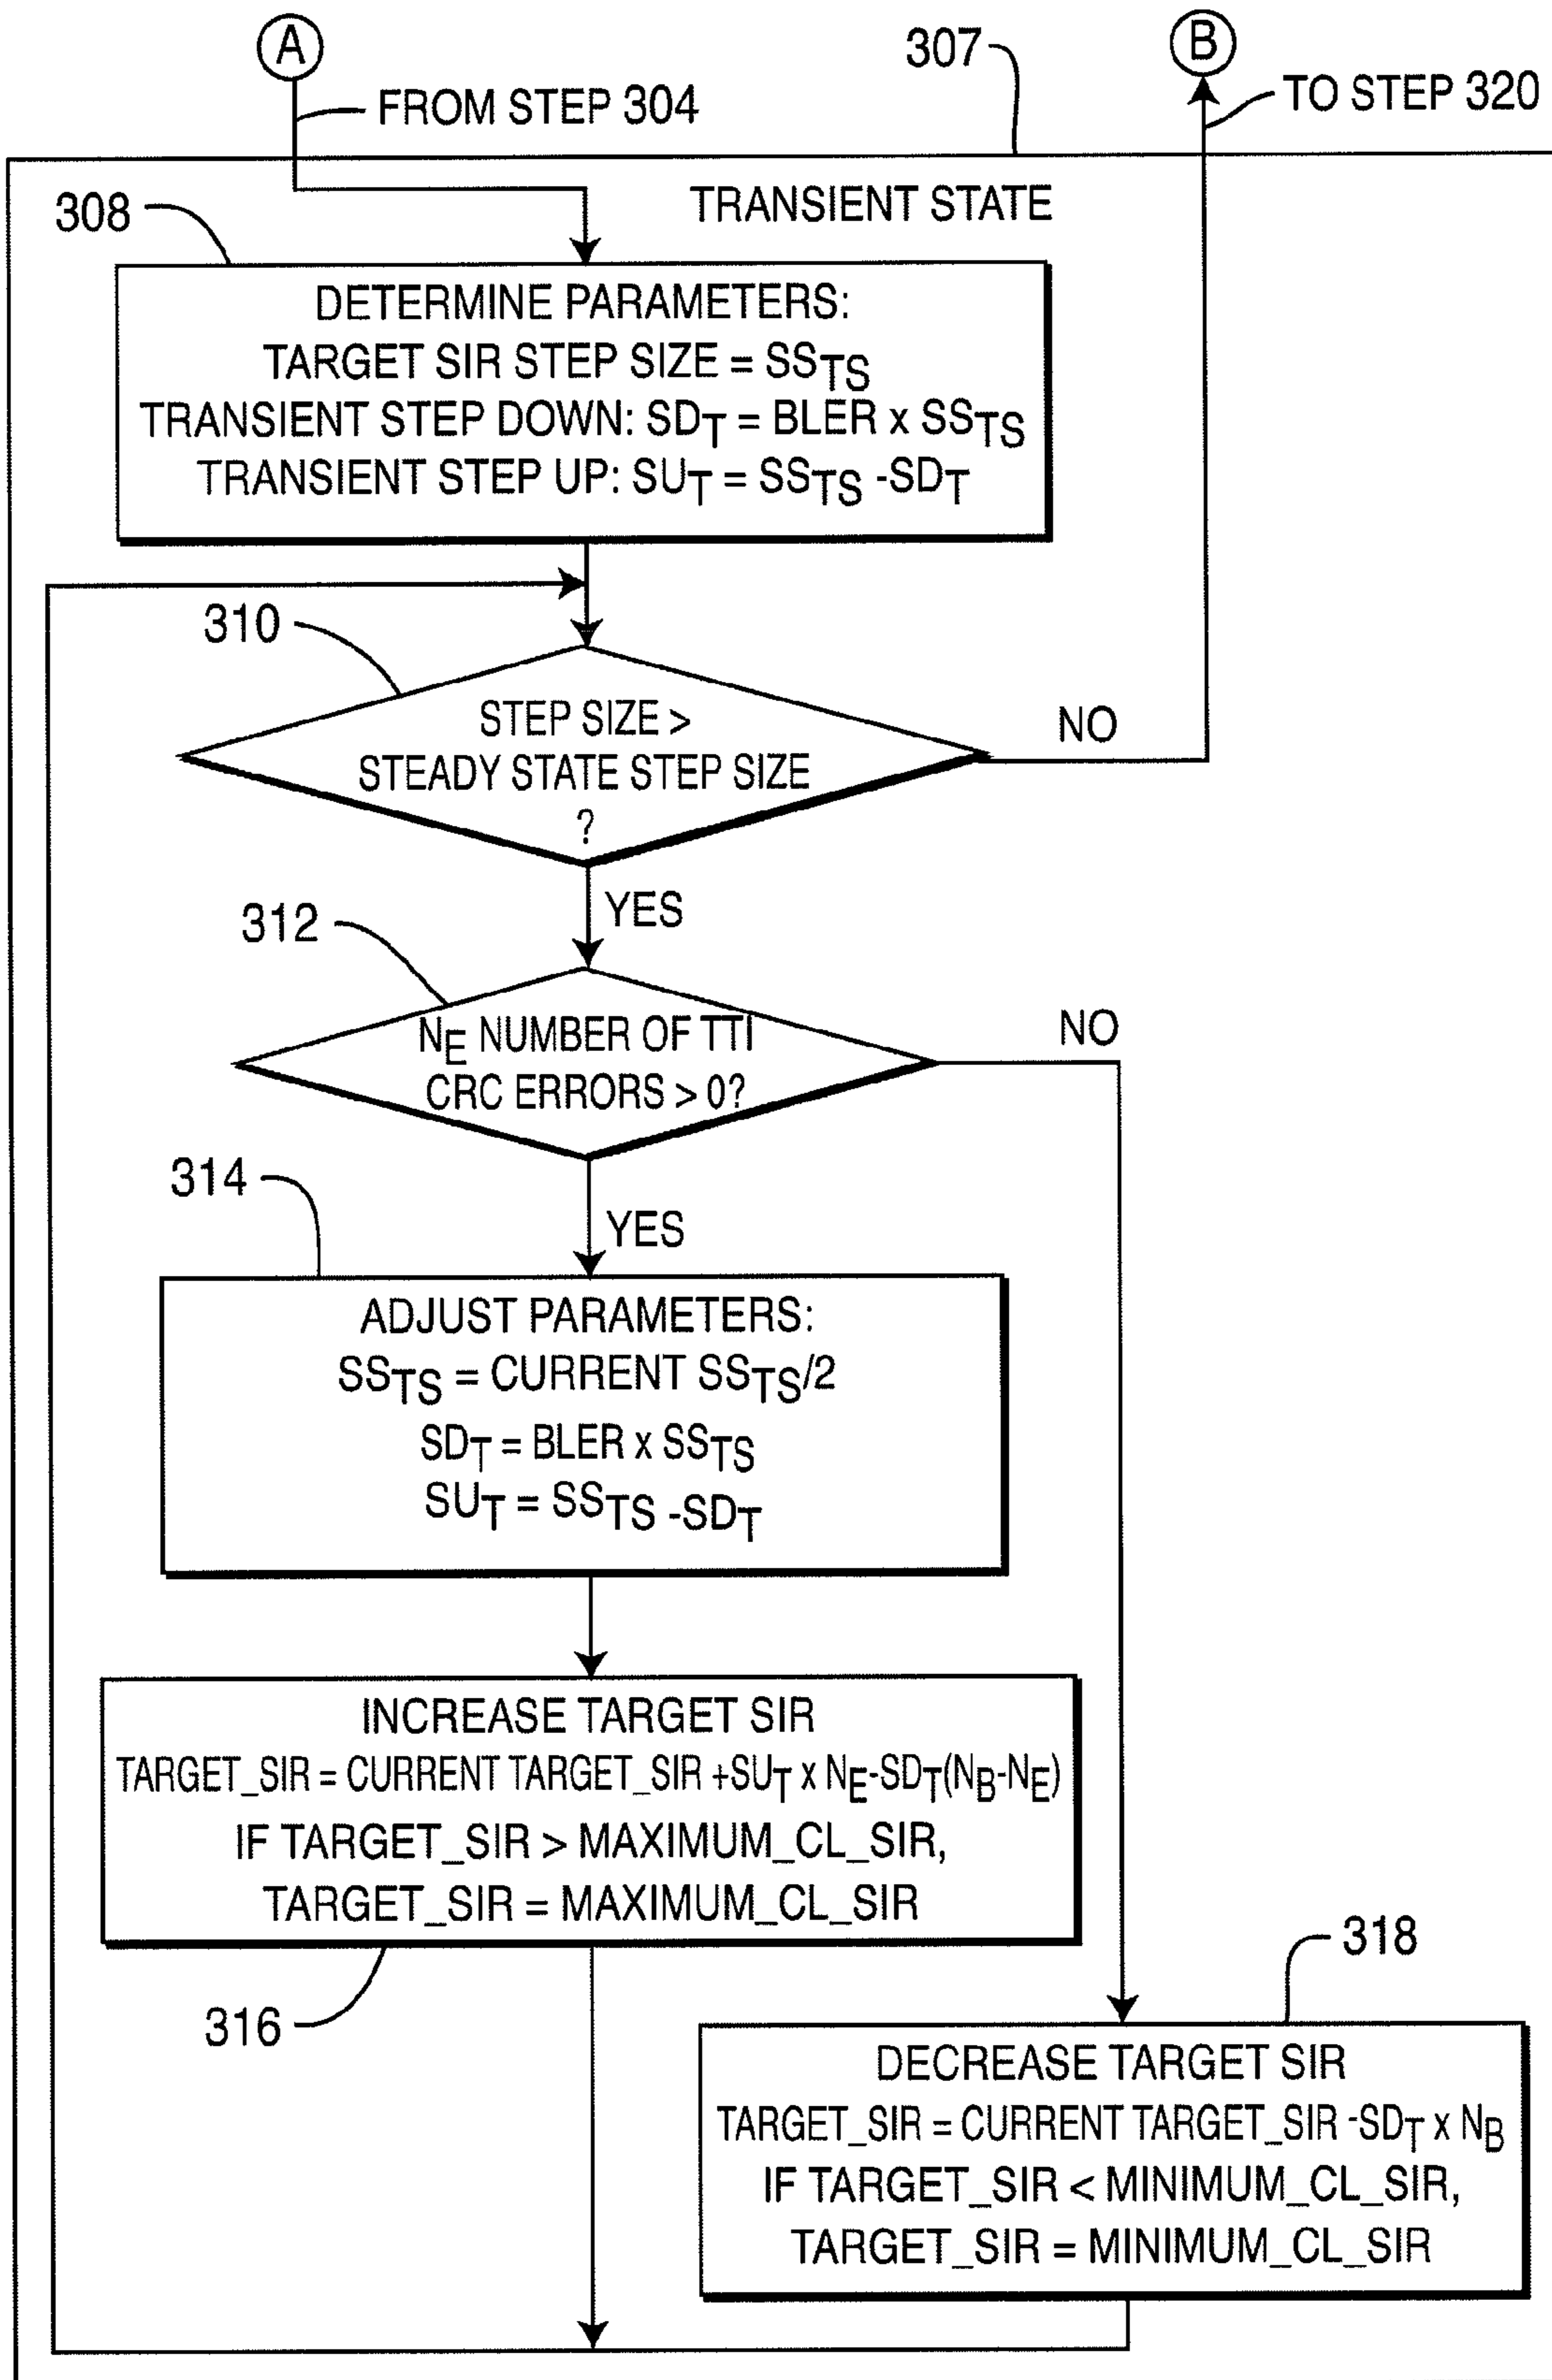 A
307
B
FROM STEP 304
TO STEP 320
TRANSIENT STATE
308
DETERMINE PARAMETERS:
TARGET SIR STEP SIZE = SSTS
TRANSIENT STEP DOWN: SDT = BLER x SSTS
TRANSIENT STEP UP: SUT = SSTS -SDT
310
STEP SIZE >
STEADY STATE STEP SIZE
?
NO
YES
312
NE NUMBER OF TTI
CRC ERRORS > 0?
NO
YES
314
ADJUST PARAMETERS:
SSTS = CURRENT SSTS/2
SDT = BLER x SSTS
SUT = SSTS -SDT
INCREASE TARGET SIR
TARGET_SIR = CURRENT TARGET_SIR +SUT x NE-SDT(NB-NE)
IF TARGET_SIR > MAXIMUM_CL_SIR,
TARGET_SIR = MAXIMUM_CL_SIR
316
318
DECREASE TARGET SIR
TARGET_SIR = CURRENT TARGET_SIR -SDT x NB
IF TARGET_SIR < MINIMUM_CL_SIR,
TARGET_SIR = MINIMUM_CL_SIR